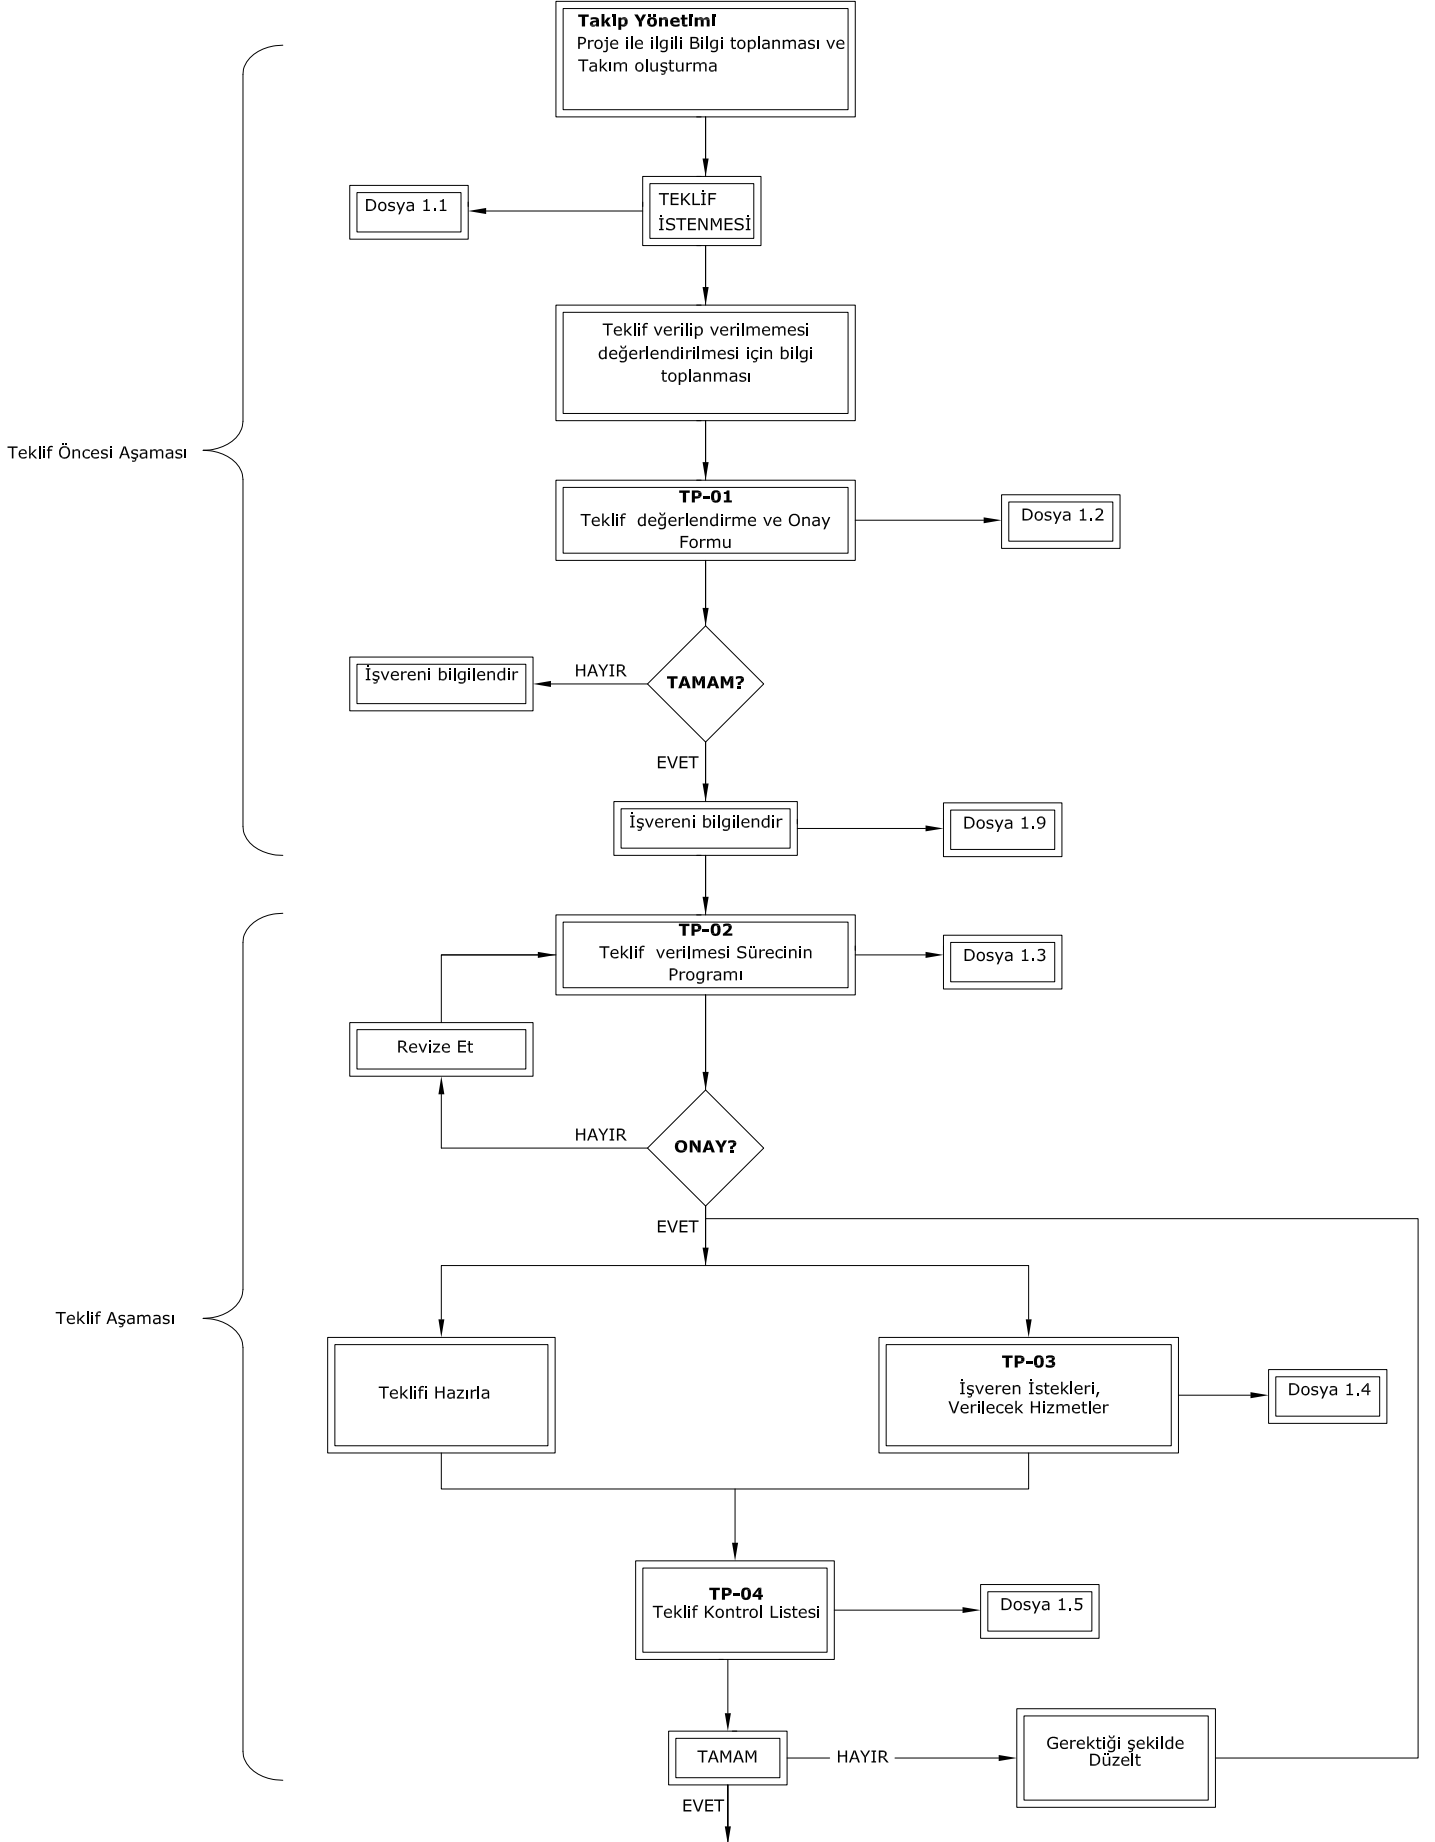 Takip Yönetimi
Proje ile ilgili Bilgi toplanması ve
Takım oluşturma
TEKLİF
İSTENMESİ
Dosya 1.1
Teklif verilip verilmemesi
değerlendirilmesi için bilgi
toplanması
Teklif Öncesi Aşaması
TP-01
Teklif değerlendirme ve Onay
Formu
Dosya 1.2
TAMAM?
HAYIR
İşvereni bilgilendir
EVET
İşvereni bilgilendir
Dosya 1.9
TP-02
Teklif verilmesi Sürecinin
Programı
Dosya 1.3
Revize Et
HAYIR
ONAY?
EVET
Teklif Aşaması
Teklifi Hazırla
TP-03
İşveren İstekleri,
Verilecek Hizmetler
Dosya 1.4
TP-04
Teklif Kontrol Listesi
Dosya 1.5
TAMAM
HAYIR
Gerektiği şekilde
Düzelt
EVET